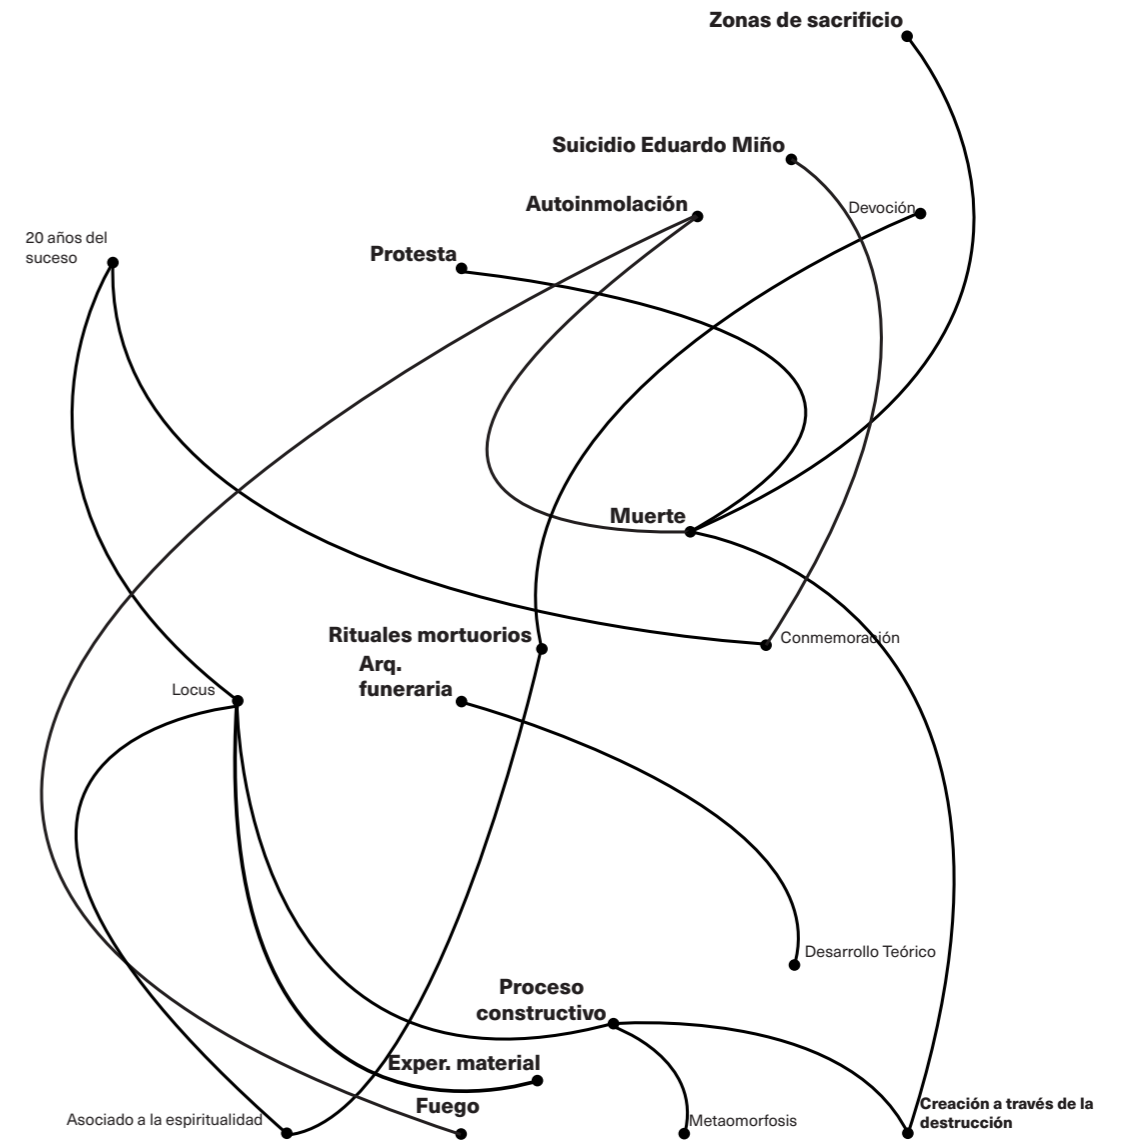 Zonas de sacrificio
Suicidio Eduardo Miño
Autoinmolación
Devoción
20 años del
suceso
Protesta
Muerte
Rituales mortuorios
Conmemoración
Arq.
funeraria
Locus
Desarrollo Teórico
Proceso
constructivo
Exper. material
Fuego
Asociado a la espiritualidad
Metaomorfosis
Creación a través de la
destrucción